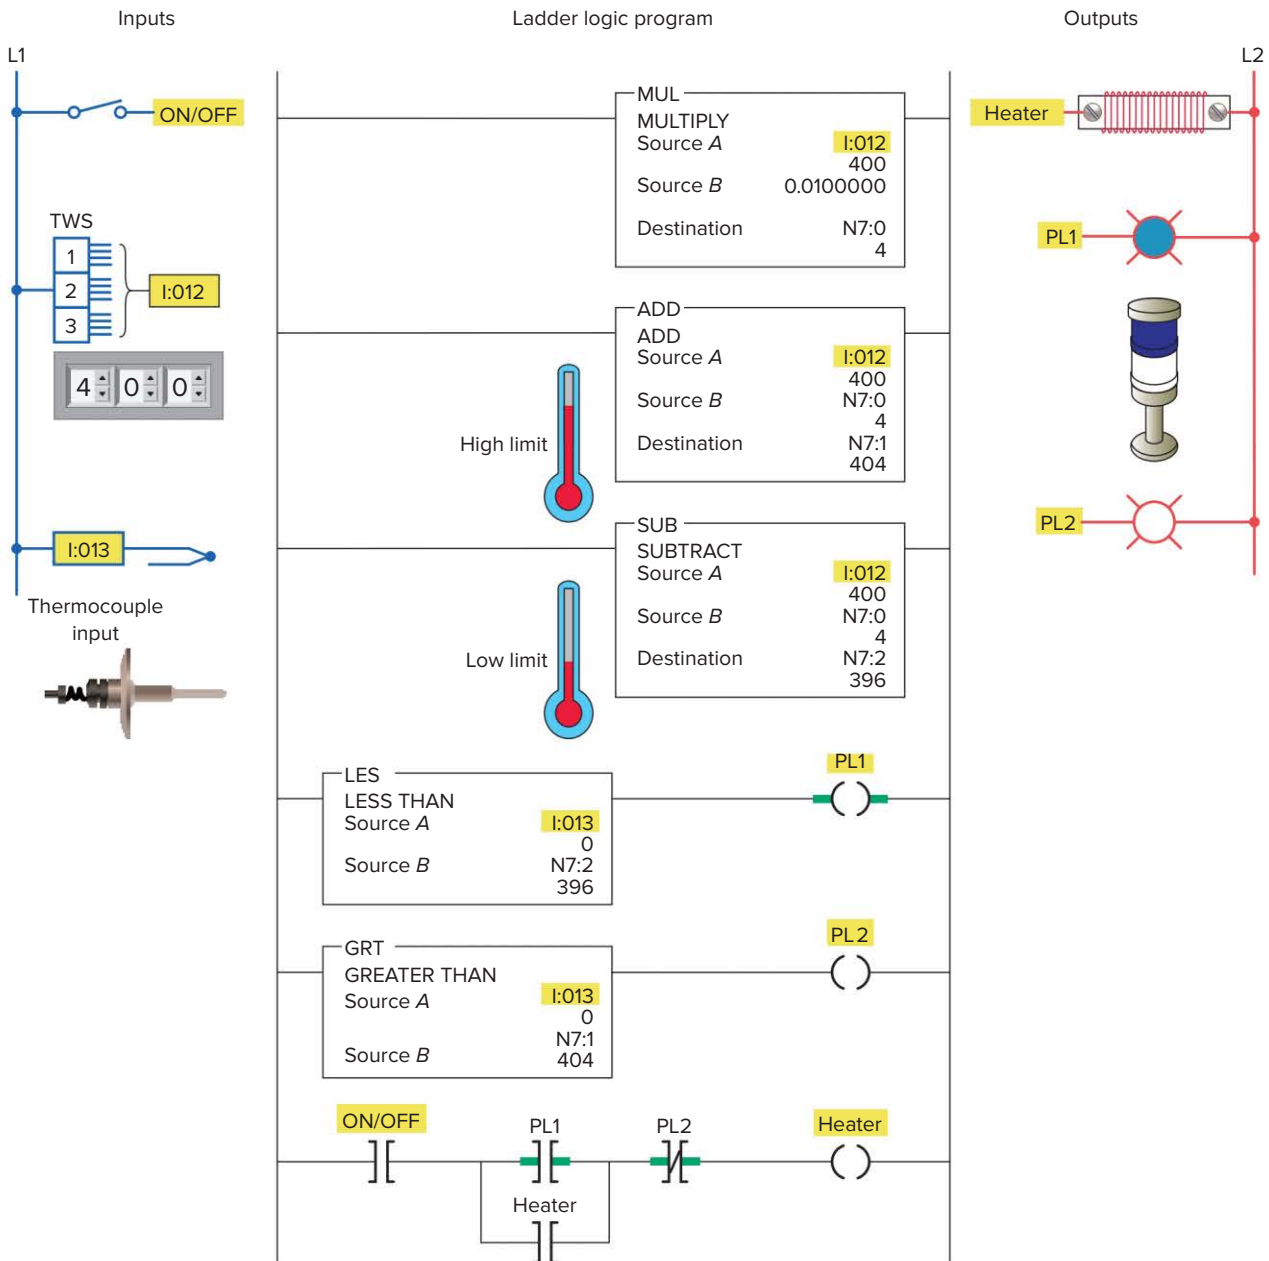 Inputs
Ladder logic program
Outputs
L1
L2
ON/OFF
MUL
MULTIPLY
Source A I:012
400
Source B 0.0100000
Destination N7:0
4
Heater
TWS
1
2
3
I:012
4 0 0
PL1
ADD
ADD
Source A I:012
400
Source B N7:0
4
Destination N7:1
404
High limit
I:013
Thermocouple
input
SUB
SUBTRACT
Source A I:012
400
Source B N7:0
4
Destination N7:2
396
Low limit
PL2
LES
LESS THAN
Source A I:013
0
Source B N7:2
396
PL1
GRT
GREATER THAN
Source A I:013
0
N7:1
Source B 404
PL2
ON/OFF
PL1
PL2
Heater
Heater